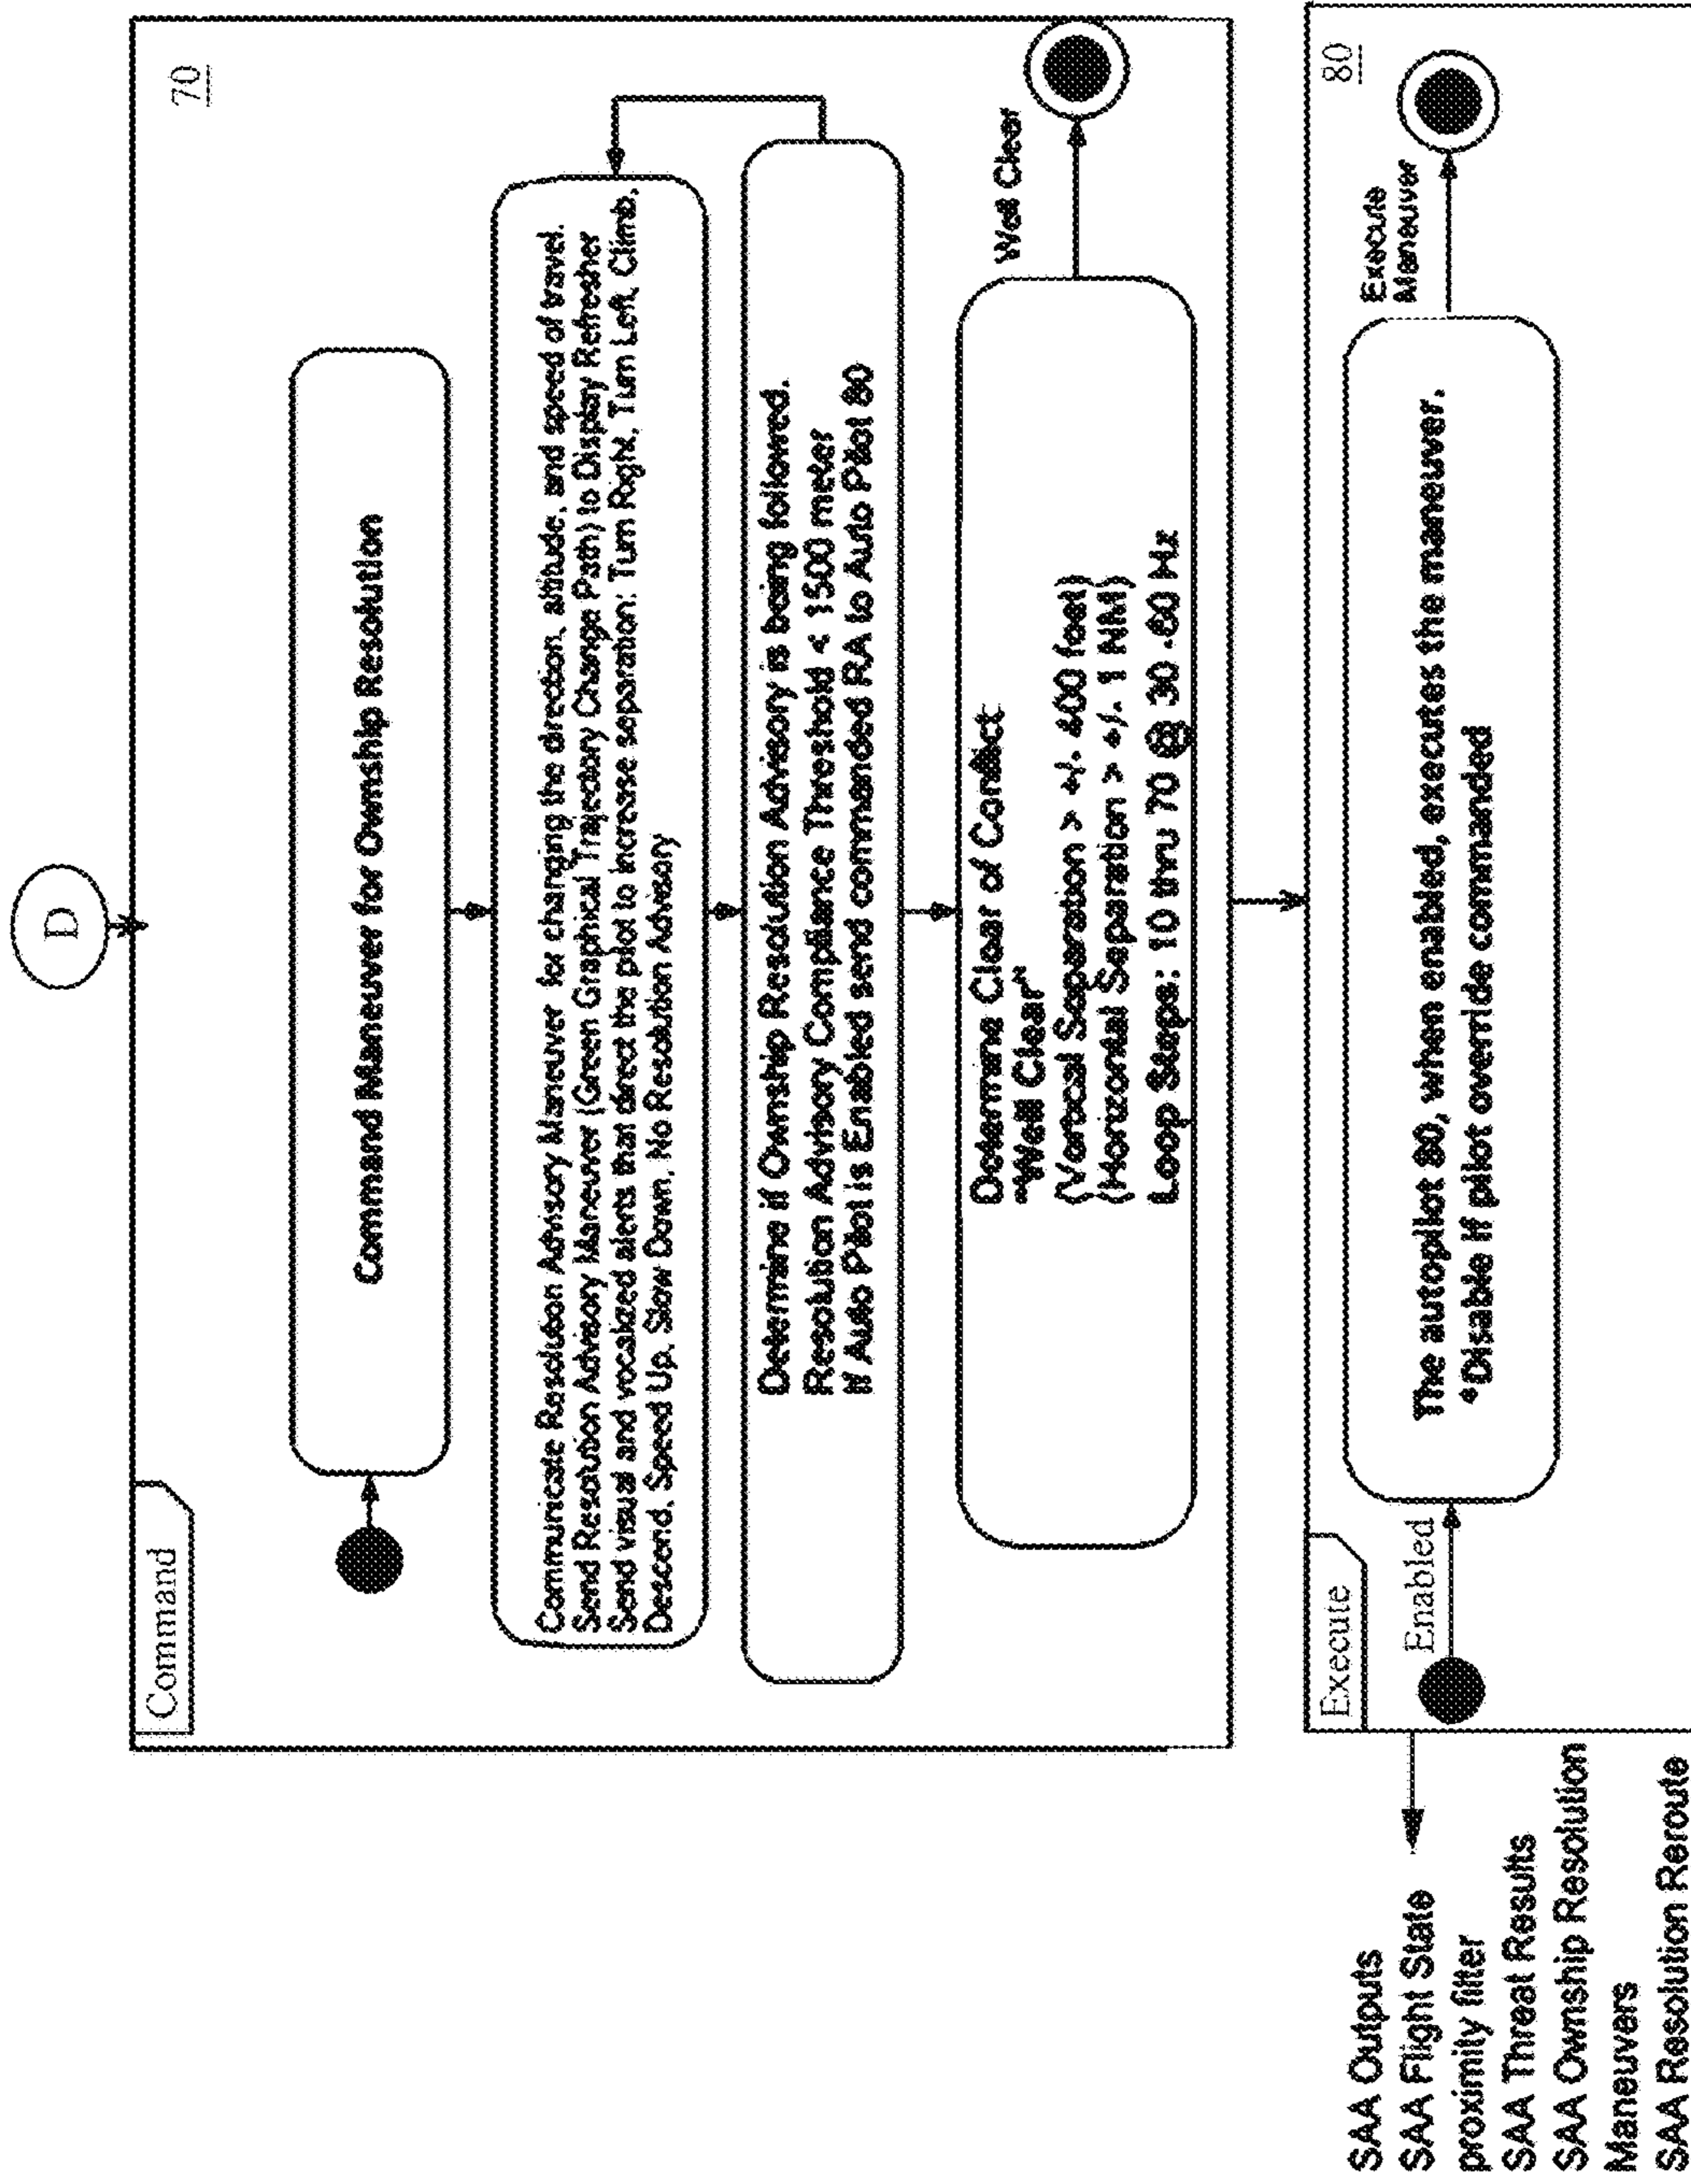 D
Command
70
Command Maneuver for Ownship Resolution
Communicate Resolution Advisory Maneuver for changing the direction, altitude, and speed of travel.
Send Resolution Advisory Maneuver (Green Graphical Trajectory Change Path) to Display Refresher
Send visual and vocalized alerts that direct the pilot to increase separation: Turn Right, Turn Left, Climb,
Descend, Speed Up, Slow Down, No Resolution Advisory
Determine if Ownship Resolution Advisory is being followed.
Resolution Advisory Compliance Threshold < 1500 meter
If Auto Pilot is Enabled send commanded RA to Auto Pilot 80
Determine Clear of Conflict
"Well Clear"
{Vertical Separation > +/- 400 feet}
{Horizontal Separation > +/- 1 NM}
Loop Steps: 10 thru 70 @ 30 -60 Hz
Well Clear
Execute
80
Enabled
The autopilot 80, when enabled, executes the maneuver.
*Disable if pilot override commanded
Execute
Maneuver
SAA Outputs
SAA Flight State
proximity filter
SAA Threat Results
SAA Ownship Resolution
Maneuvers
SAA Resolution Reroute